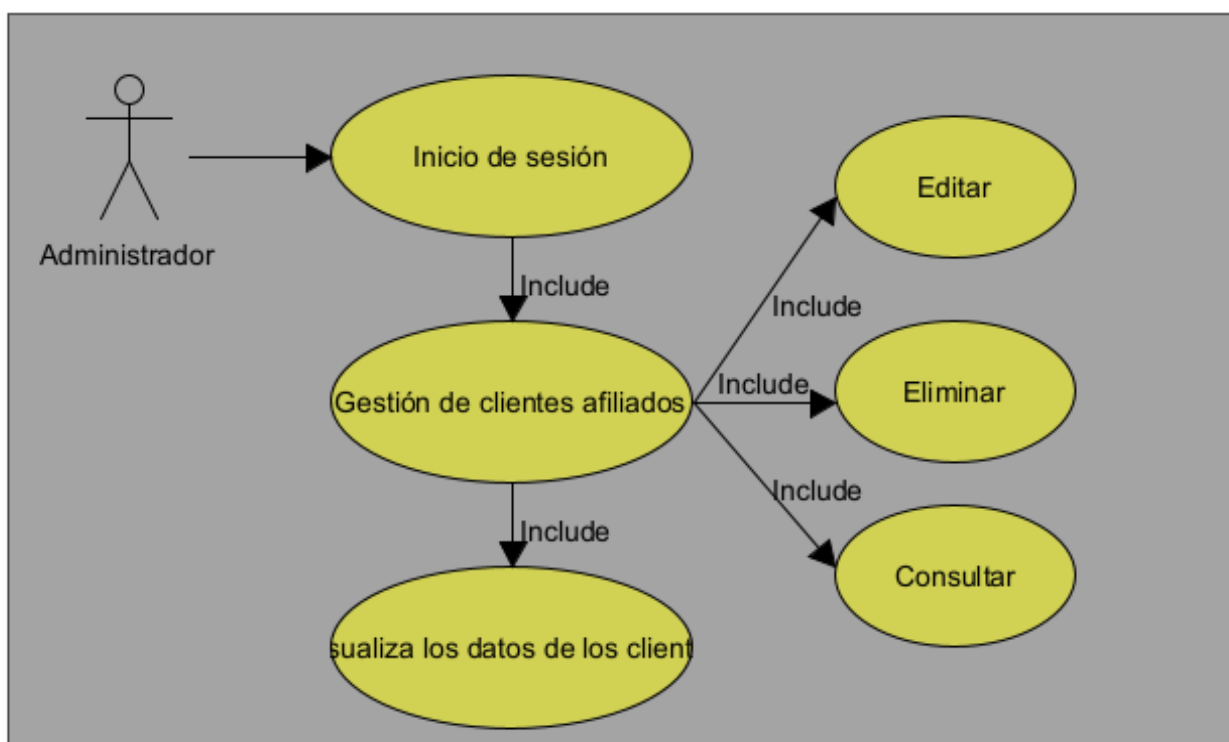 Inicio de sesión
Editar
Administrador
Include
Include
Gestión de clientes afiliados
Include
Eliminar
Include
Include
Consultar
sualiza los datos de los client